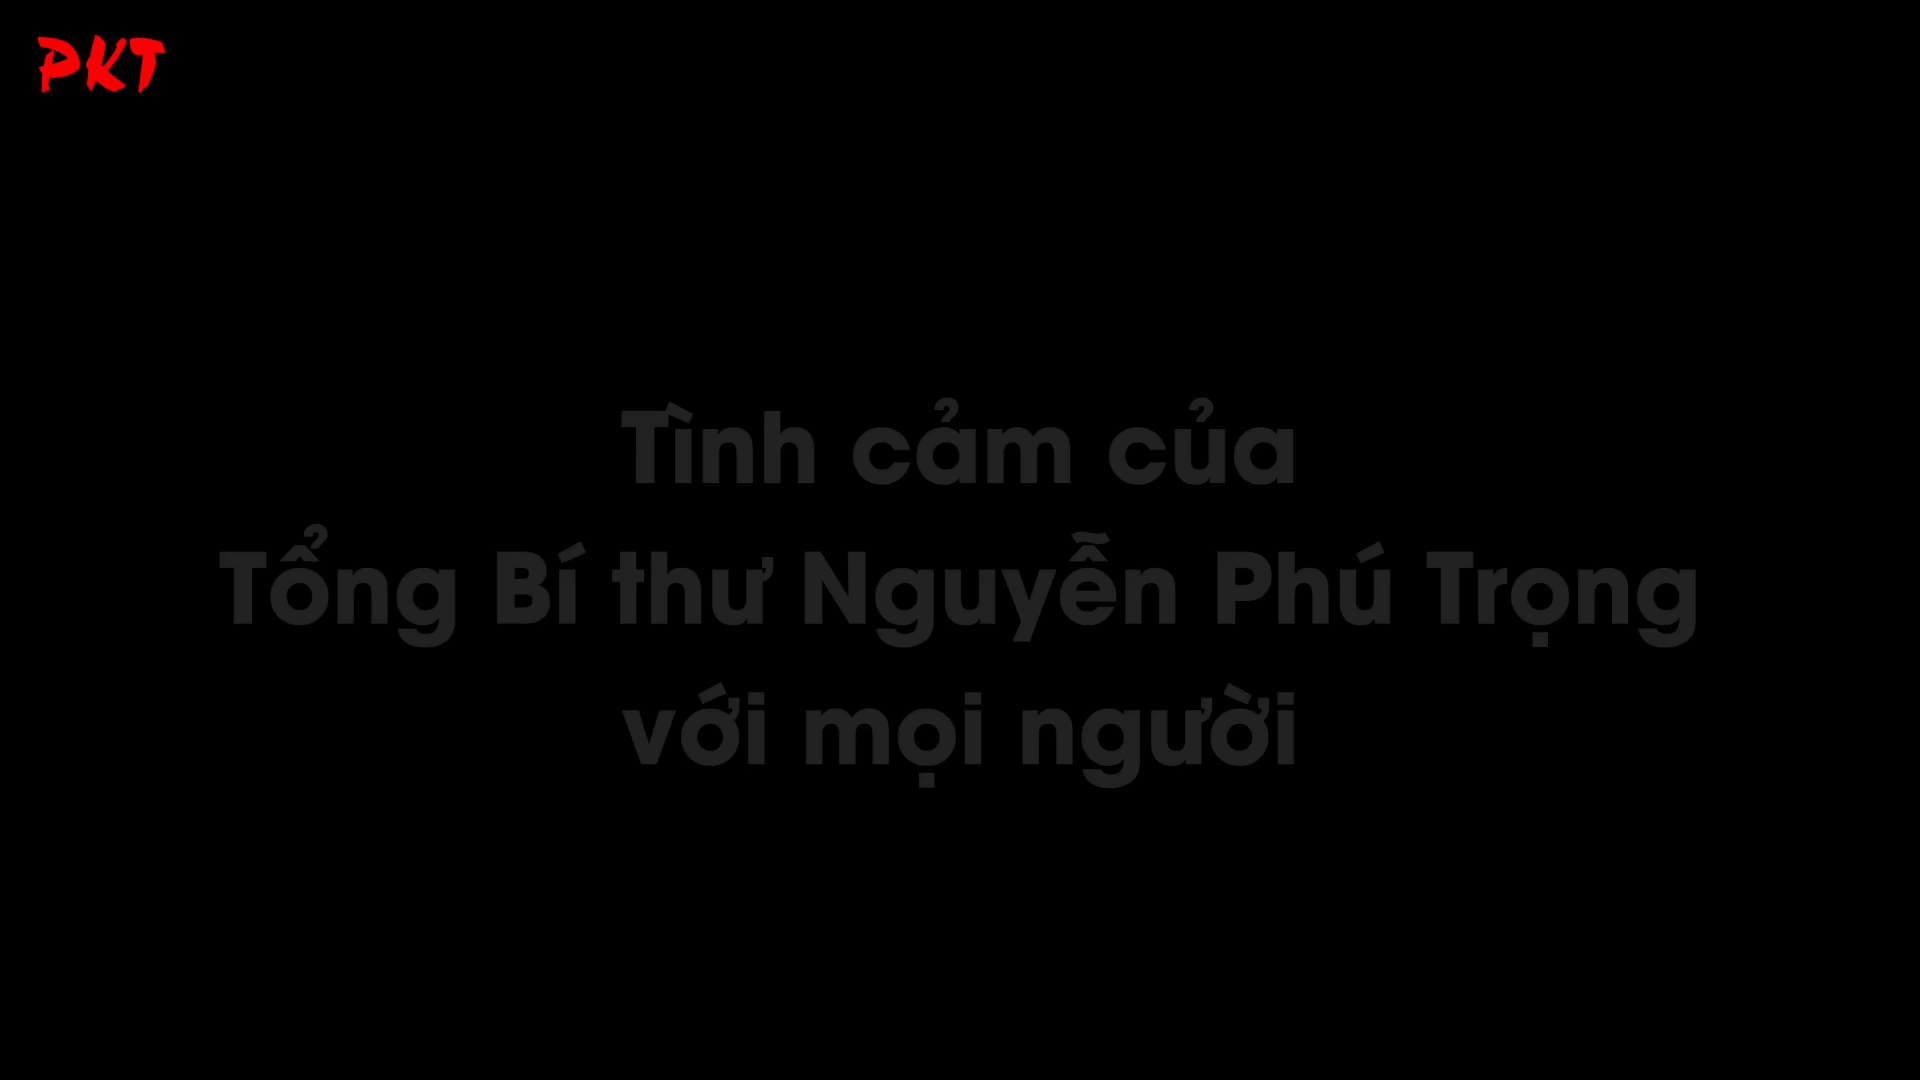 PKT
Tình cảm của
Tổng Bí thư Nguyễn Phú Trọng
với mọi người